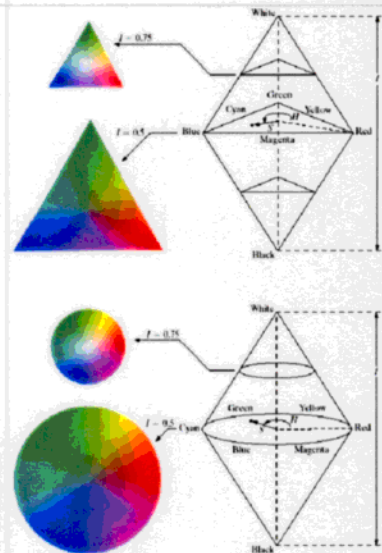 White
I = 0.75
I
Green
Cyan
Yellow
H
I = 0.5
Blue
S
Red
Magenta
Black
White
I = 0.75
I
Green
Yellow
I = 0.5
H
Cyan
S
Red
Blue
Magenta
Black